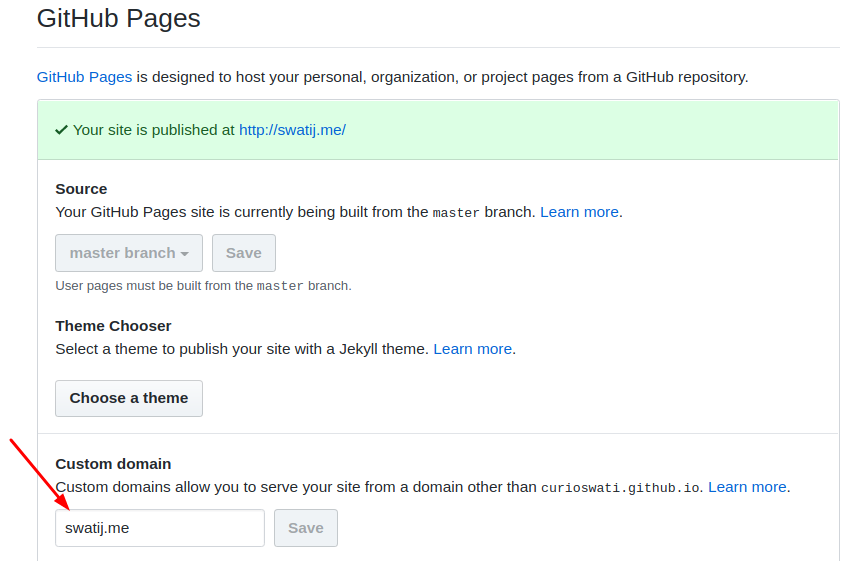 GitHub Pages
GitHub Pages is designed to host your personal, organization, or project pages from a GitHub repository.
Your site is published at http://swatij.me/
Source
Your GitHub Pages site is currently being built from the master branch. Learn more.
master branch Save
User pages must be built from the master branch.
Theme Chooser
Select a theme to publish your site with a Jekyll theme. Learn more.
Choose a theme
Custom domain
Custom domains allow you to serve your site from a domain other than curioswati.github.io. Learn more.
swatij.me Save